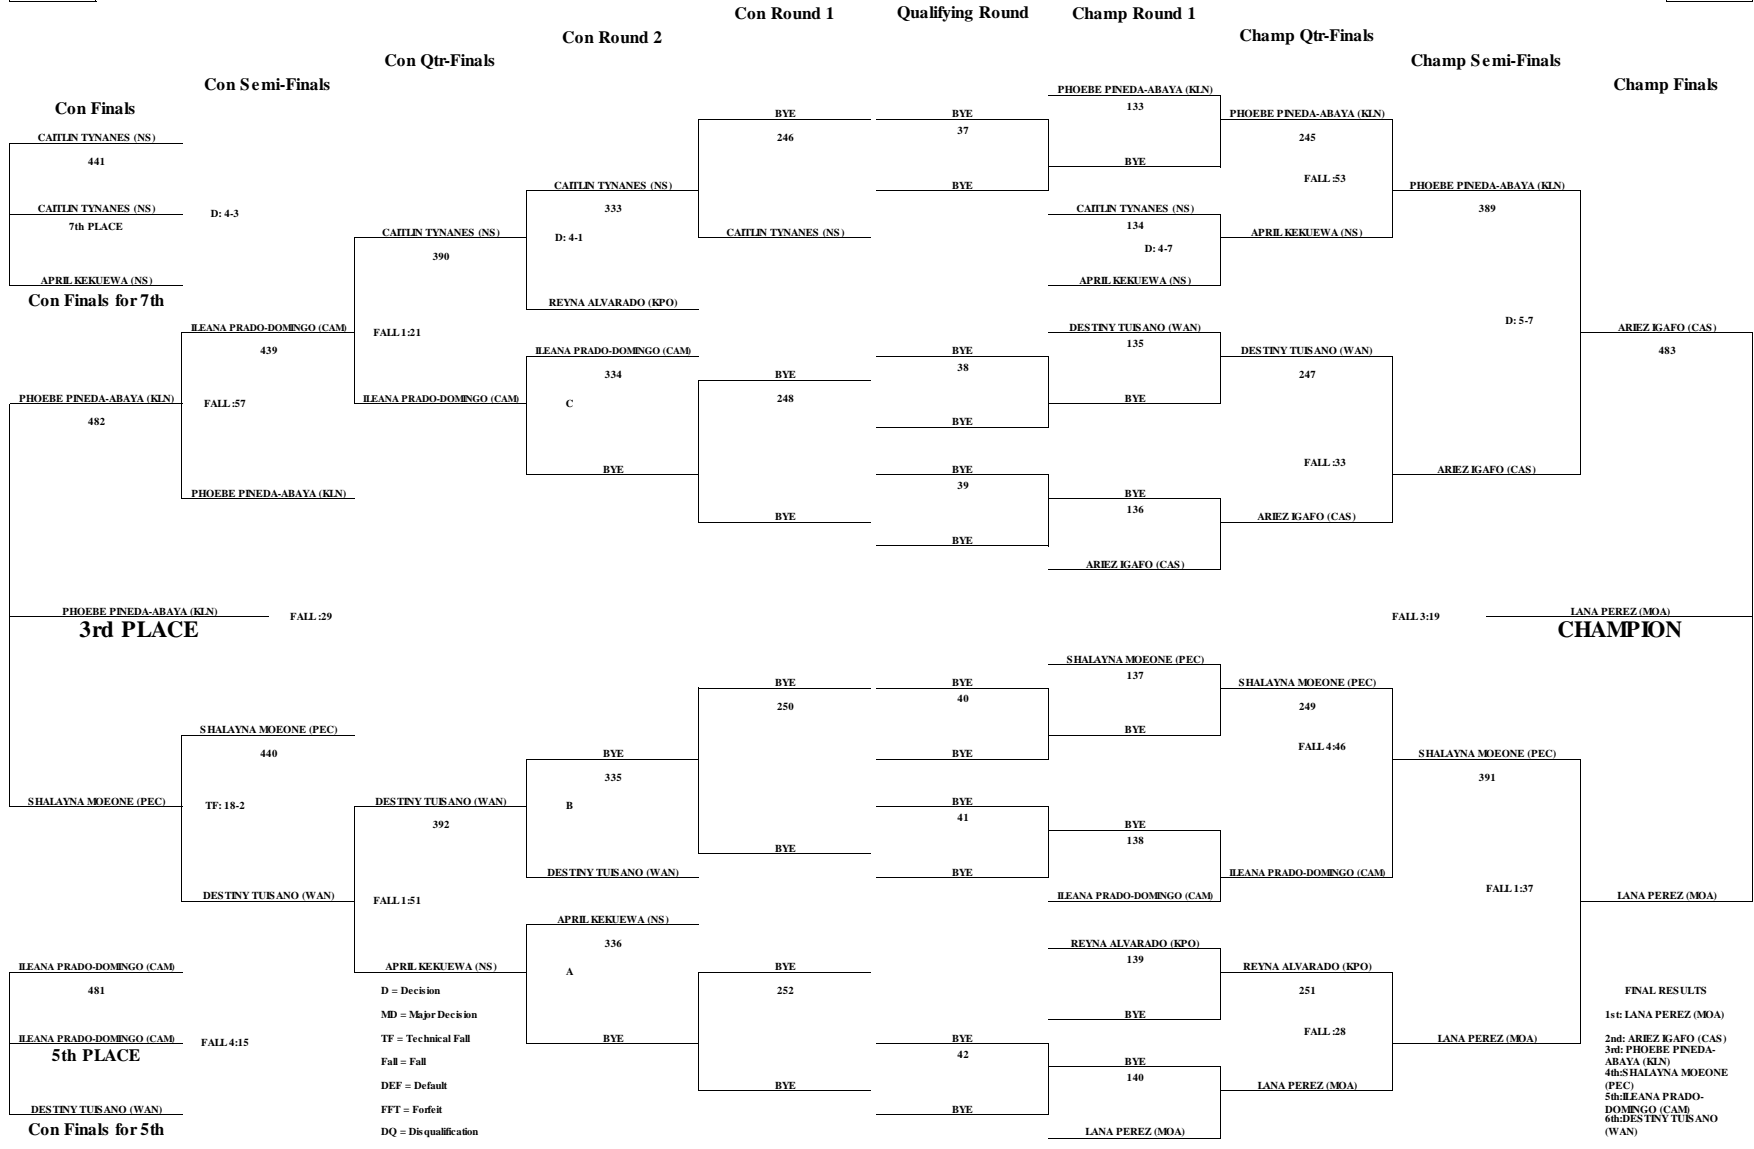 Con Round 1
Qualifying Round
Champ Round 1
Con Round 2
Champ Qtr-Finals
Con Qtr-Finals
Champ Semi-Finals
Con Semi-Finals
Champ Finals
Con Finals
CAITLIN TYNANES (NS)
441
CAITLIN TYNANES (NS)
7th PLACE
D: 4-3
APRIL KEKUEWA (NS)
Con Finals for 7th
PHOEBE PINEDA-ABAYA (KLN)
482
PHOEBE PINEDA-ABAYA (KLN)
3rd PLACE
FALL :29
SHALAYNA MOEONE (PEC)
ILEANA PRADO-DOMINGO (CAM)
481
ILEANA PRADO-DOMINGO (CAM)
5th PLACE
FALL 4:15
DESTINY TUISANO (WAN)
Con Finals for 5th
ILEANA PRADO-DOMINGO (CAM)
439
FALL :57
PHOEBE PINEDA-ABAYA (KLN)
SHALAYNA MOEONE (PEC)
440
TF: 18-2
DESTINY TUISANO (WAN)
CAITLIN TYNANES (NS)
390
FALL 1:21
ILEANA PRADO-DOMINGO (CAM)
DESTINY TUISANO (WAN)
392
FALL 1:51
APRIL KEKUEWA (NS)
D = Decision
MD = Major Decision
TF = Technical Fall
Fall = Fall
DEF = Default
FFT = Forfeit
DQ = Disqualification
CAITLIN TYNANES (NS)
333
D: 4-1
REYNA ALVARADO (KPO)
ILEANA PRADO-DOMINGO (CAM)
334
C
BYE
BYE
335
B
DESTINY TUISANO (WAN)
APRIL KEKUEWA (NS)
336
A
BYE
BYE
246
CAITLIN TYNANES (NS)
BYE
248
BYE
BYE
250
BYE
BYE
252
BYE
BYE
37
BYE
BYE
38
BYE
BYE
39
BYE
BYE
40
BYE
BYE
41
BYE
BYE
42
BYE
PHOEBE PINEDA-ABAYA (KLN)
133
BYE
CAITLIN TYNANES (NS)
134
D: 4-7
APRIL KEKUEWA (NS)
DESTINY TUISANO (WAN)
135
BYE
BYE
136
ARIEZ IGAFO (CAS)
SHALAYNA MOEONE (PEC)
137
BYE
BYE
138
ILEANA PRADO-DOMINGO (CAM)
REYNA ALVARADO (KPO)
139
BYE
BYE
140
LANA PEREZ (MOA)
PHOEBE PINEDA-ABAYA (KLN)
245
FALL :53
APRIL KEKUEWA (NS)
DESTINY TUISANO (WAN)
247
FALL :33
ARIEZ IGAFO (CAS)
SHALAYNA MOEONE (PEC)
249
FALL 4:46
ILEANA PRADO-DOMINGO (CAM)
REYNA ALVARADO (KPO)
251
FALL :28
LANA PEREZ (MOA)
PHOEBE PINEDA-ABAYA (KLN)
389
D: 5-7
ARIEZ IGAFO (CAS)
SHALAYNA MOEONE (PEC)
391
FALL 1:37
LANA PEREZ (MOA)
ARIEZ IGAFO (CAS)
483
FALL 3:19
LANA PEREZ (MOA)
CHAMPION
LANA PEREZ (MOA)
FINAL RESULTS
1st: LANA PEREZ (MOA)
2nd: ARIEZ IGAFO (CAS)
3rd: PHOEBE PINEDA-
ABAYA (KLN)
4th:SHALAYNA MOEONE
(PEC)
5th:ILEANA PRADO-
DOMINGO (CAM)
6th:DESTINY TUISANO
(WAN)